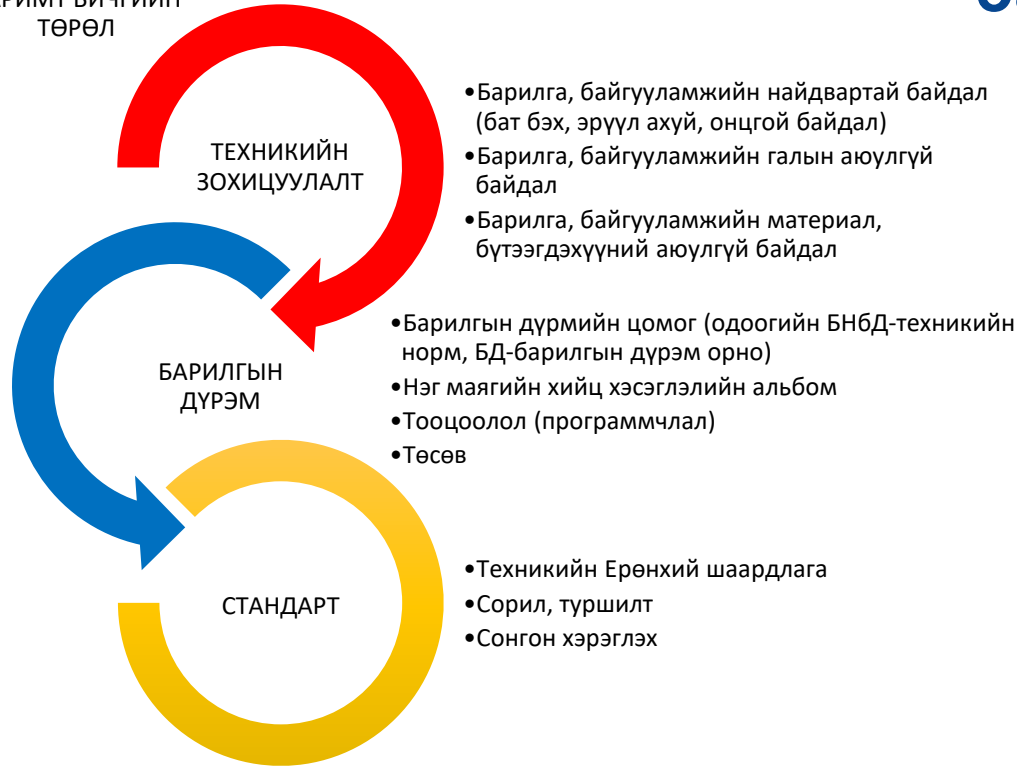 ТӨРӨЛ
ТЕХНИКИЙН
ЗОХИЦУУЛАЛТ
•Барилга, байгууламжийн найдвартай байдал
(бат бэх, эрүүл ахуй, онцгой байдал)
•Барилга, байгууламжийн галын аюулгүй
байдал
•Барилга, байгууламжийн материал,
бүтээгдэхүүний аюулгүй байдал
БАРИЛГЫН
ДҮРЭМ
•Барилгын дүрмийн цомог (одоогийн БНбД-техникийн
норм, БД-барилгын дүрэм орно)
•Нэг маягийн хийц хэсэглэлийн альбом
•Тооцоолол (программчлал)
•Төсөв
СТАНДАРТ
•Техникийн Ерөнхий шаардлага
•Сорил, туршилт
•Сонгон хэрэглэх